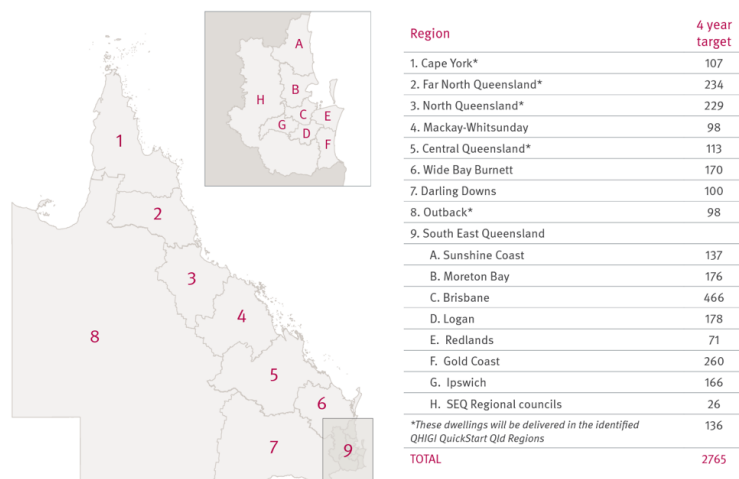 A
B
H
C
E
G
D
F
1
2
3
4
8
5
6
7
9
Region 4 year target
1. Cape York* 107
2. Far North Queensland* 234
3. North Queensland* 229
4. Mackay-Whitsunday 98
5. Central Queensland* 113
6. Wide Bay Burnett 170
7. Darling Downs 100
8. Outback* 98
9. South East Queensland
A. Sunshine Coast 137
B. Moreton Bay 176
C. Brisbane 466
D. Logan 178
E. Redlands 71
F. Gold Coast 260
G. Ipswich 166
H. SEQ Regional councils 26
*These dwellings will be delivered in the identified 136
QHIGI QuickStart Qld Regions
TOTAL 2765